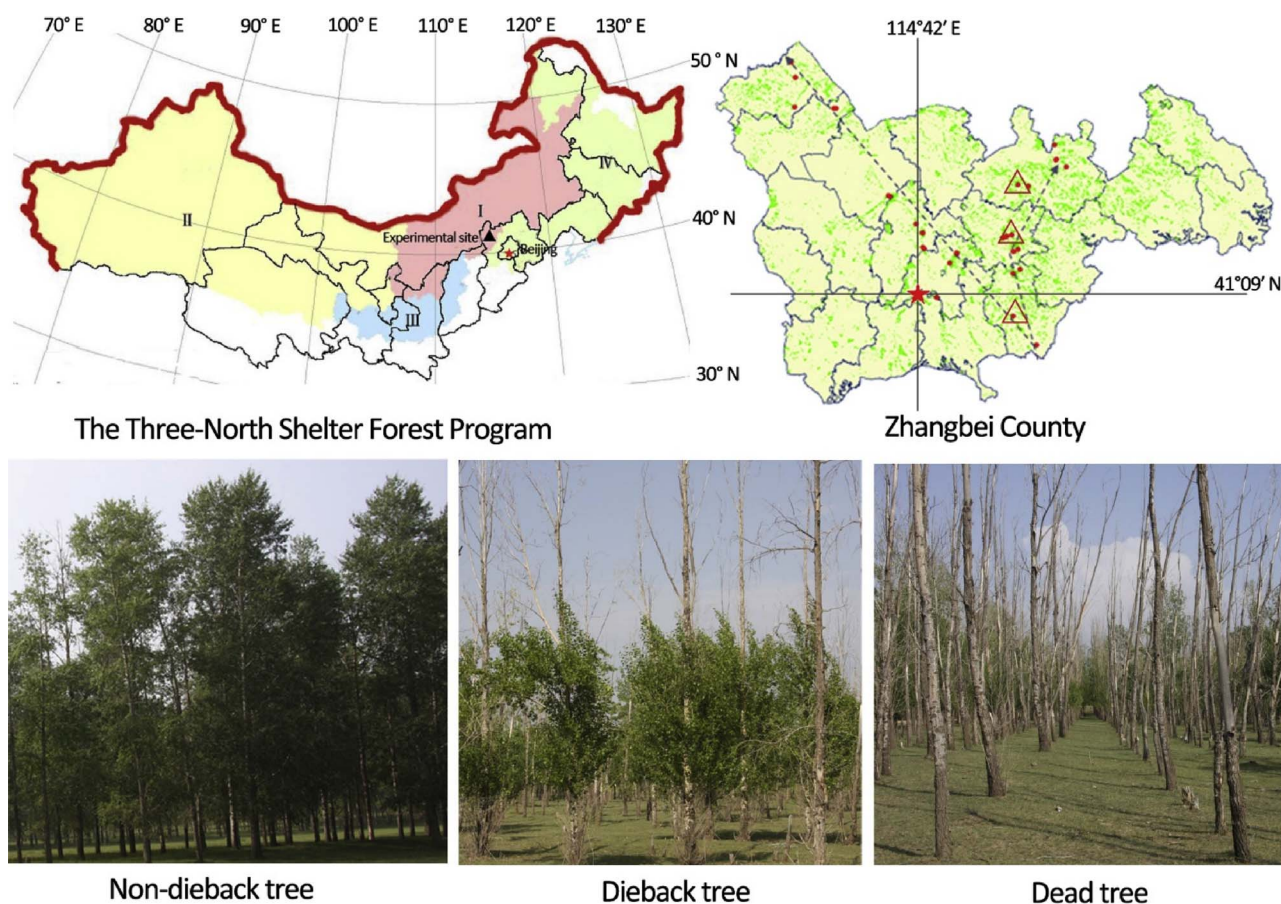 70° E
80° E
90° E
100° E
110° E
120° E
130° E
50° N
40° N
30° N
I
II
III
IV
Experimental site
Beijing
114°42′ E
41°09′ N
The Three-North Shelter Forest Program
Zhangbei County
Non-dieback tree
Dieback tree
Dead tree